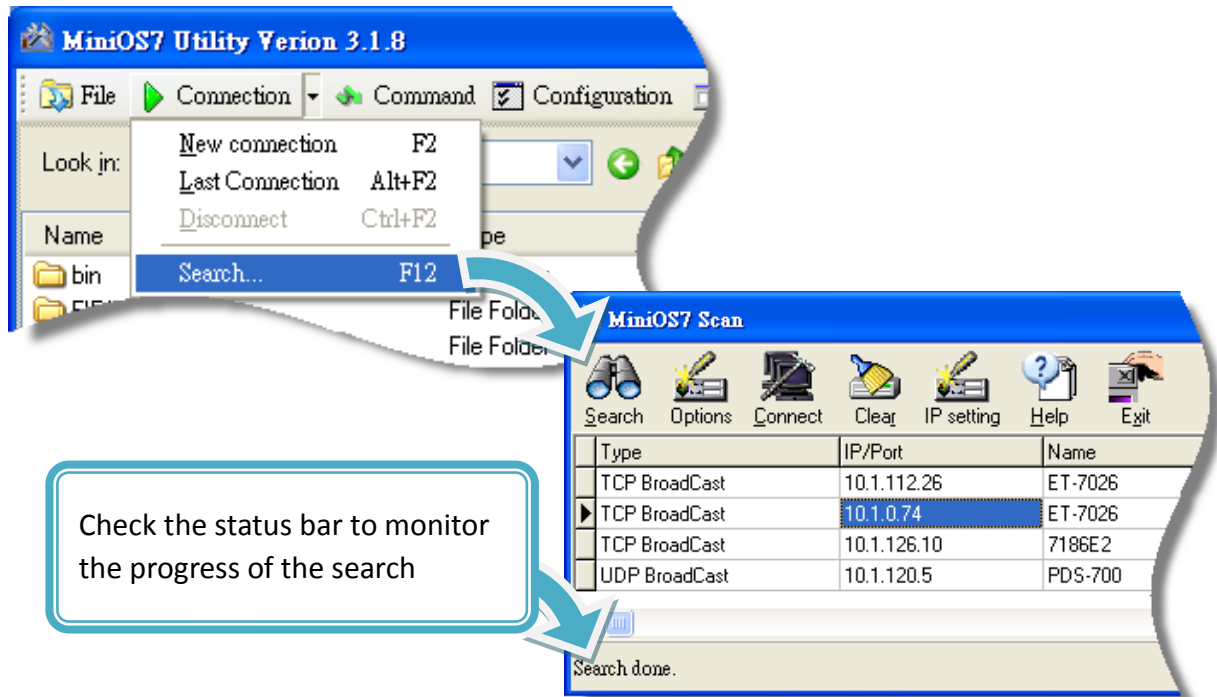 MiniOS7 Utility Verion 3.1.8
File Connection Command Configuration
Look in:
New connection F2
Last Connection Alt+F2
Disconnect Ctrl+F2
Search... F12
Name
bin
File Folder
MiniOS7 Scan
Search Options Connect Clear IP setting Help Exit
Type IP/Port Name
TCP BroadCast 10.1.112.26 ET-7026
TCP BroadCast 10.1.0.74 ET-7026
TCP BroadCast 10.1.126.10 7186E2
UDP BroadCast 10.1.120.5 PDS-700
Search done.
Check the status bar to monitor
the progress of the search